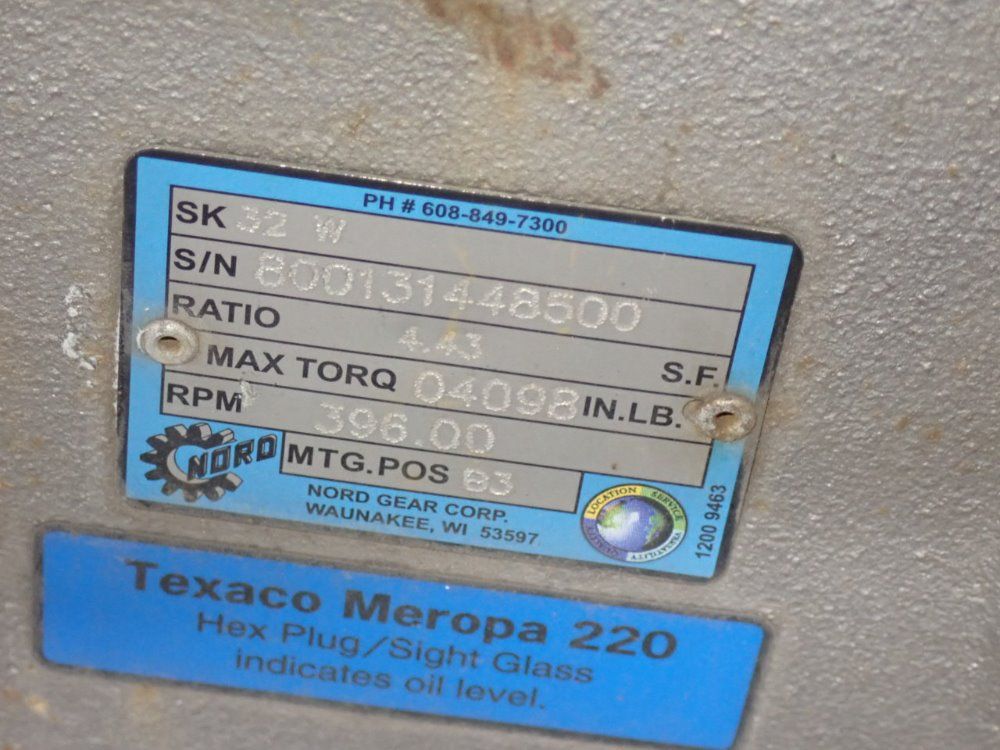 PH # 608-849-7300
SK 32 W
S/N 800131448500
RATIO 4.43 S.F.
MAX TORQ 04098 IN.LB.
RPM 396.00
NORD MTG.POS B3
NORD GEAR CORP.
WAUNAKEE, WI 53597
LOCATION SERVICE VERSATILITY QUALITY
1200 9463
Texaco Meropa 220
Hex Plug/Sight Glass
indicates oil level.